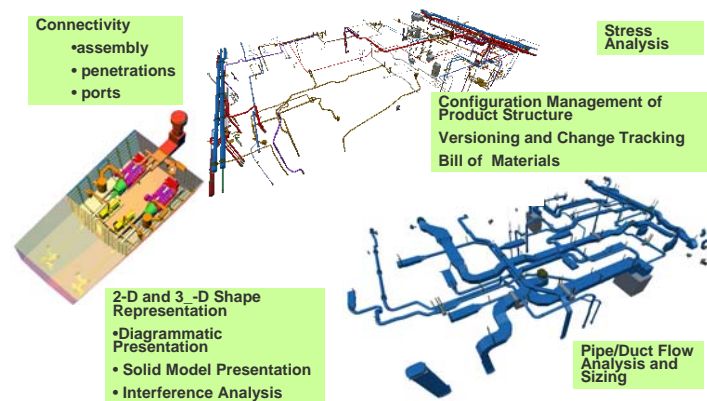 Connectivity
•assembly
• penetrations
• ports
Stress
Analysis
Configuration Management of
Product Structure
Versioning and Change Tracking
Bill of Materials
2-D and 3_-D Shape
Representation
•Diagrammatic
Presentation
• Solid Model Presentation
• Interference Analysis
Pipe/Duct Flow
Analysis and
Sizing